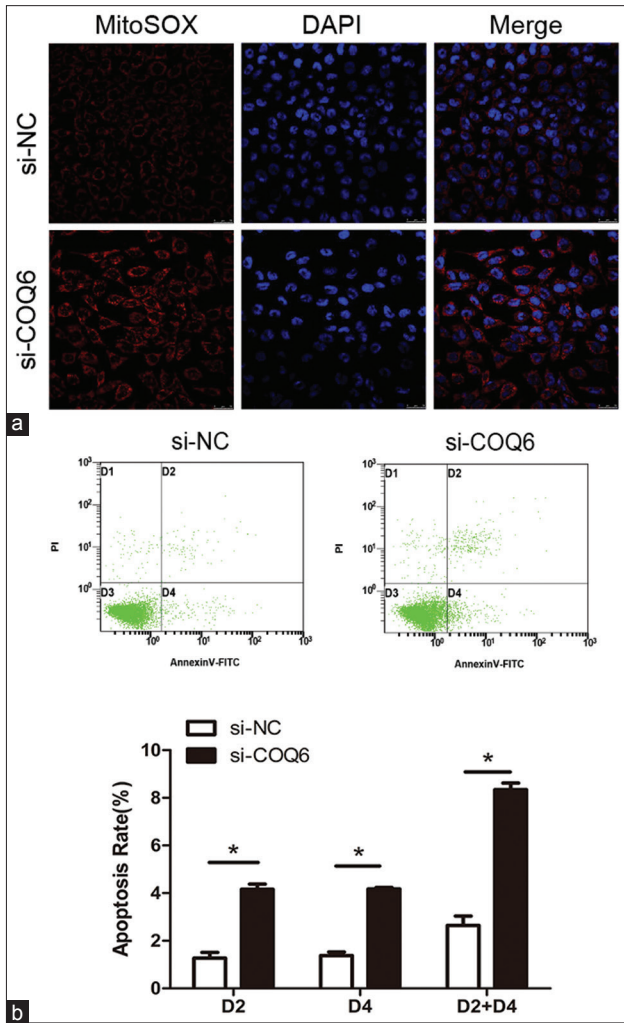 MitoSOX DAPI Merge
si-NC
si-COQ6
a
si-NC si-COQ6
10³ D1 D2 10³ D1 D2
10² 10²
PI 10¹ PI 10¹
10⁰ D3 D4 10⁰ D3 D4
10⁰ 10¹ 10² 10³ 10⁰ 10¹ 10² 10³
AnnexinV-FITC AnnexinV-FITC
si-NC
si-COQ6
Apoptosis Rate(%)
10
8 *
6
* *
4
2
0
D2 D4 D2+D4
b